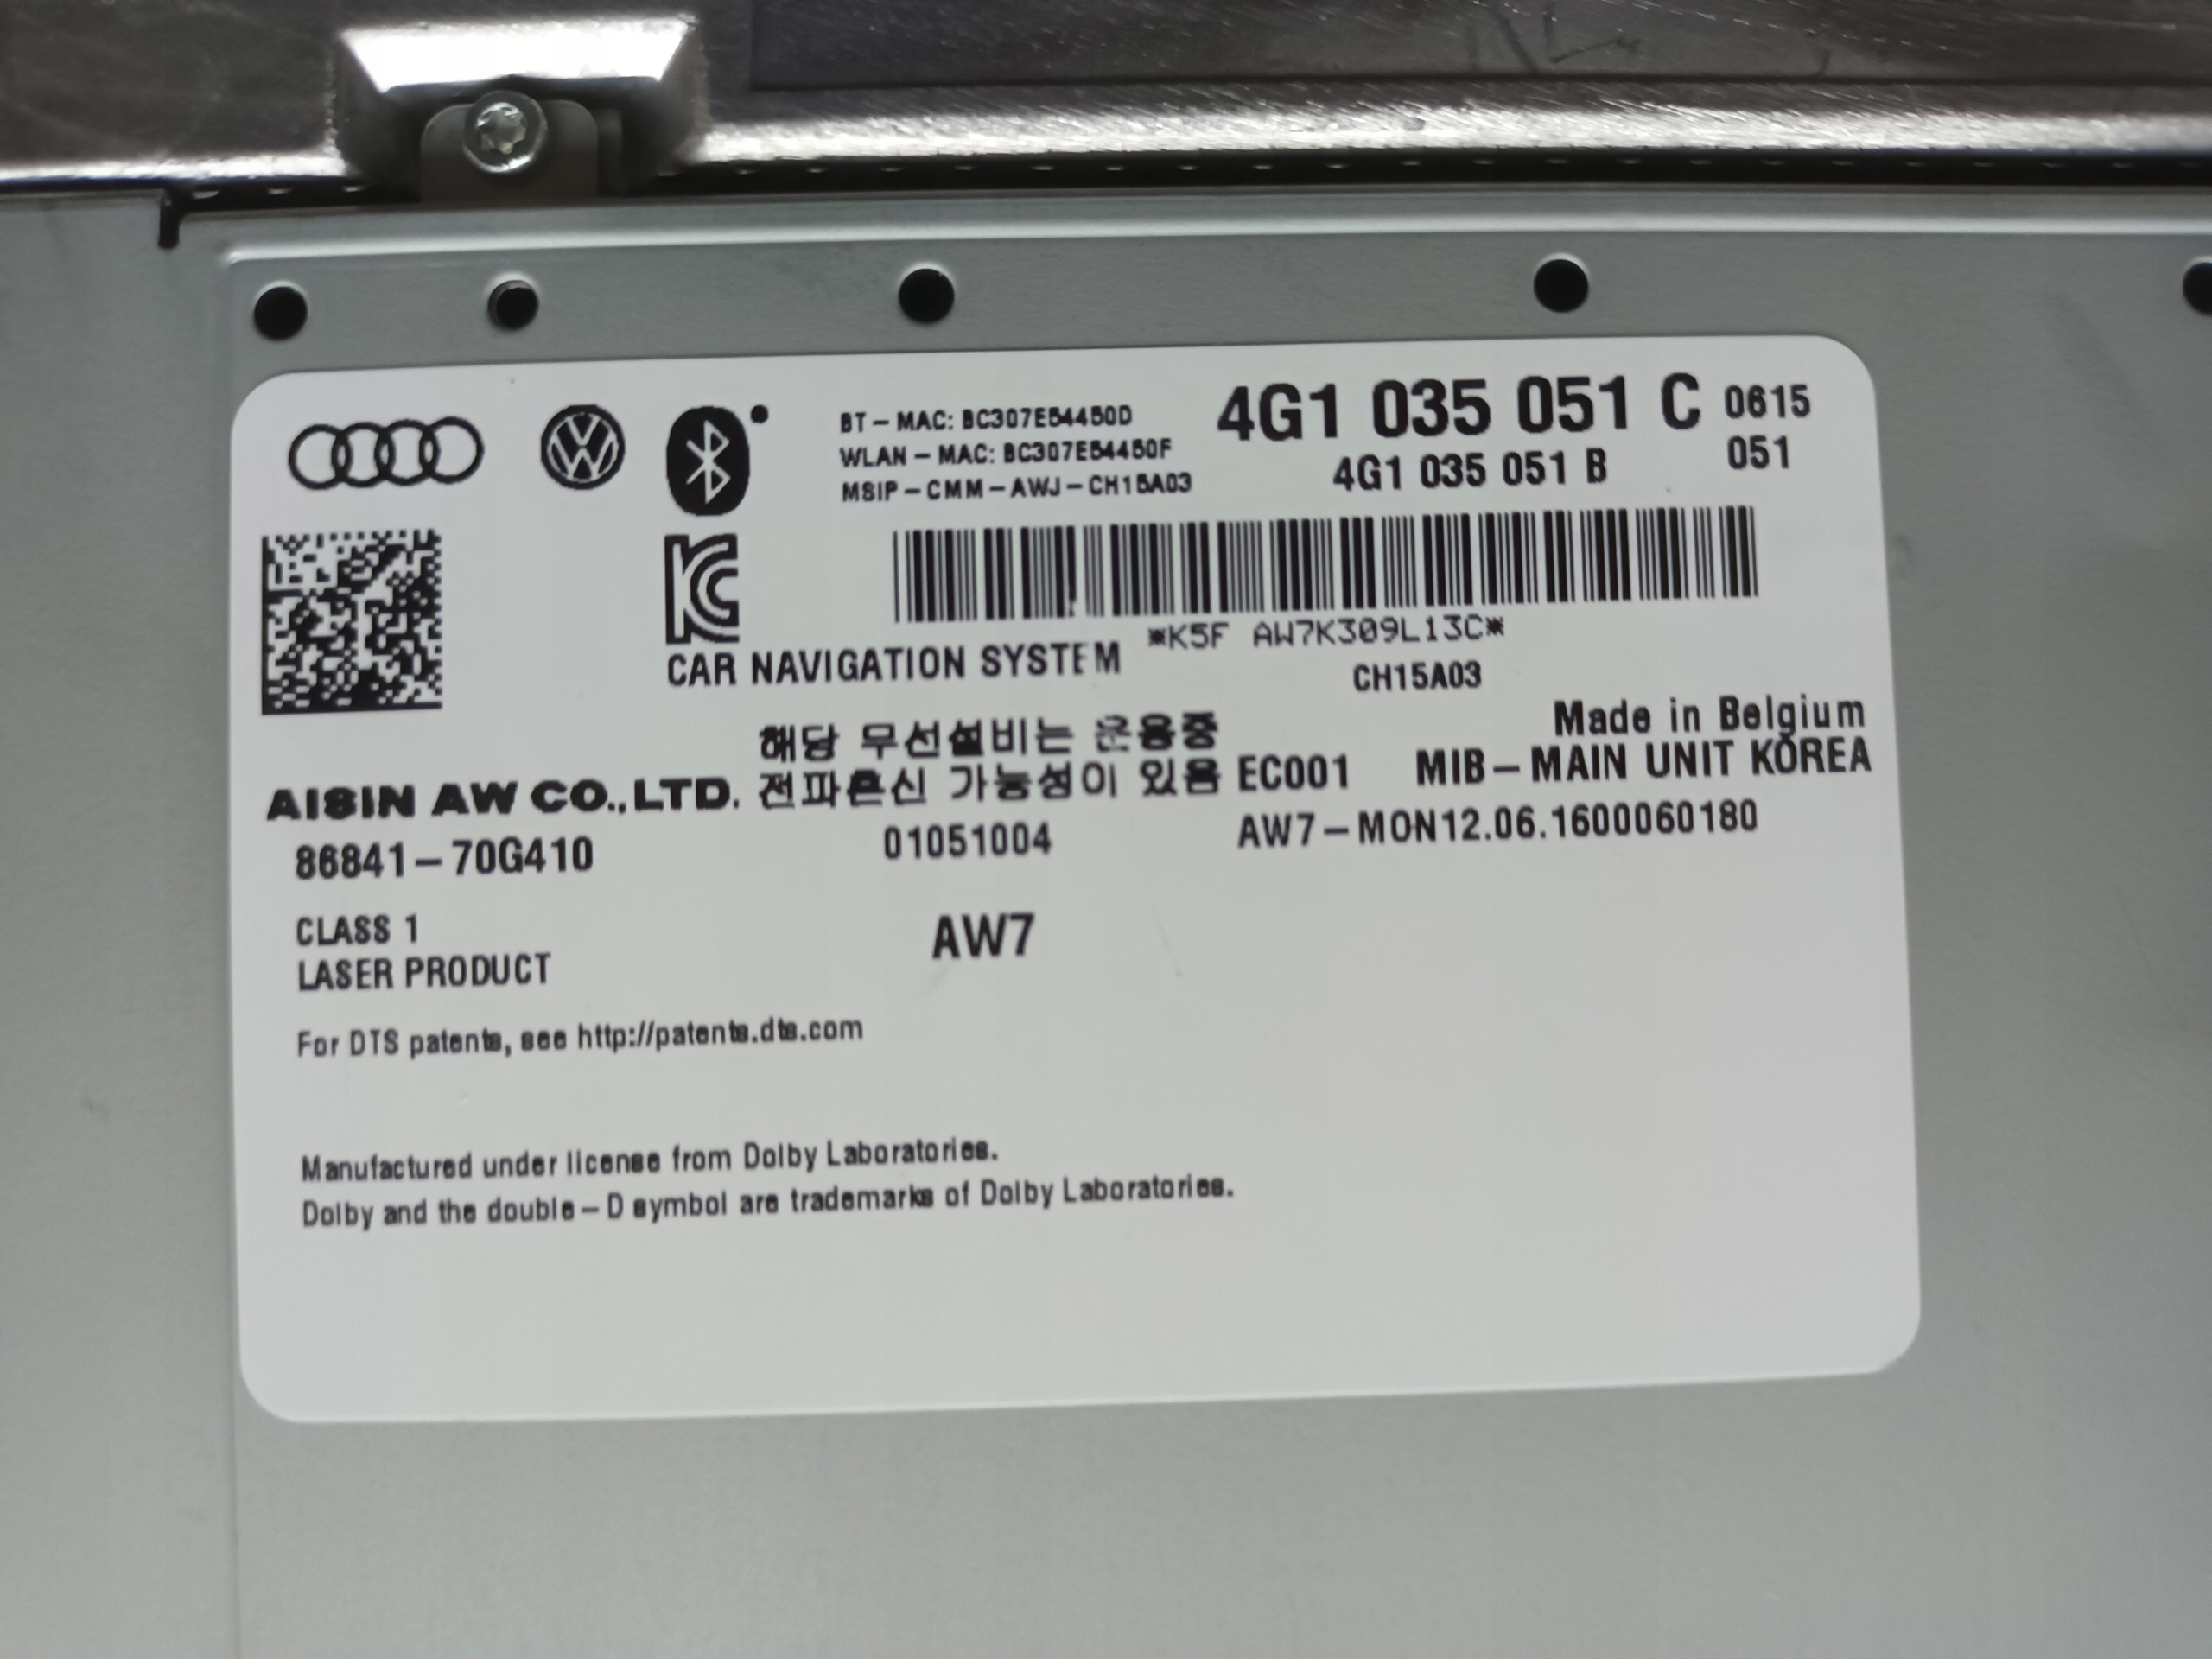 BT-MAC: BC307E54450D
WLAN-MAC: BC307E54450F
MSIP-CMM-AWJ-CH15A03
4G1 035 051 C 0615
4G1 035 051 B 051
*K5F AW7K309L13C*
CAR NAVIGATION SYSTEM
CH15A03
Made in Belgium
해당 무선설비는 운용중
전파혼신 가능성이 있음
AISIN AW CO.,LTD.
EC001 MIB-MAIN UNIT KOREA
86841-70G410
01051004
AW7-MON12.06.1600060180
CLASS 1
LASER PRODUCT
AW7
For DTS patents, see http://patents.dts.com
Manufactured under license from Dolby Laboratories.
Dolby and the double-D symbol are trademarks of Dolby Laboratories.